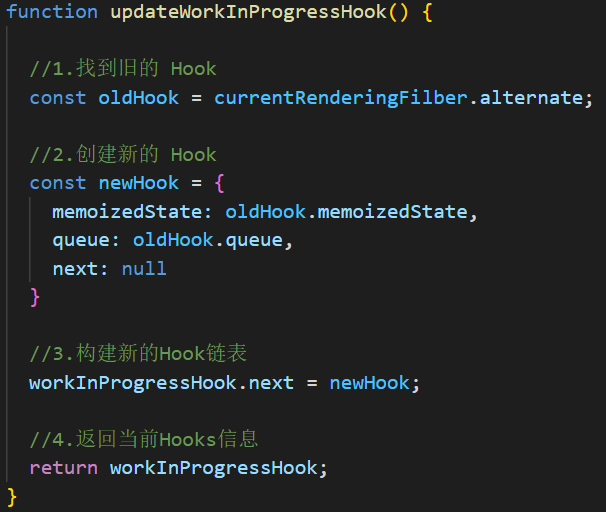 function updateWorkInProgressHook() {
//1.找到旧的 Hook
const oldHook = currentRenderingFilber.alternate;
//2.创建新的 Hook
const newHook = {
memoizedState: oldHook.memoizedState,
queue: oldHook.queue,
next: null
}
//3.构建新的Hook链表
workInProgressHook.next = newHook;
//4.返回当前Hooks信息
return workInProgressHook;
}